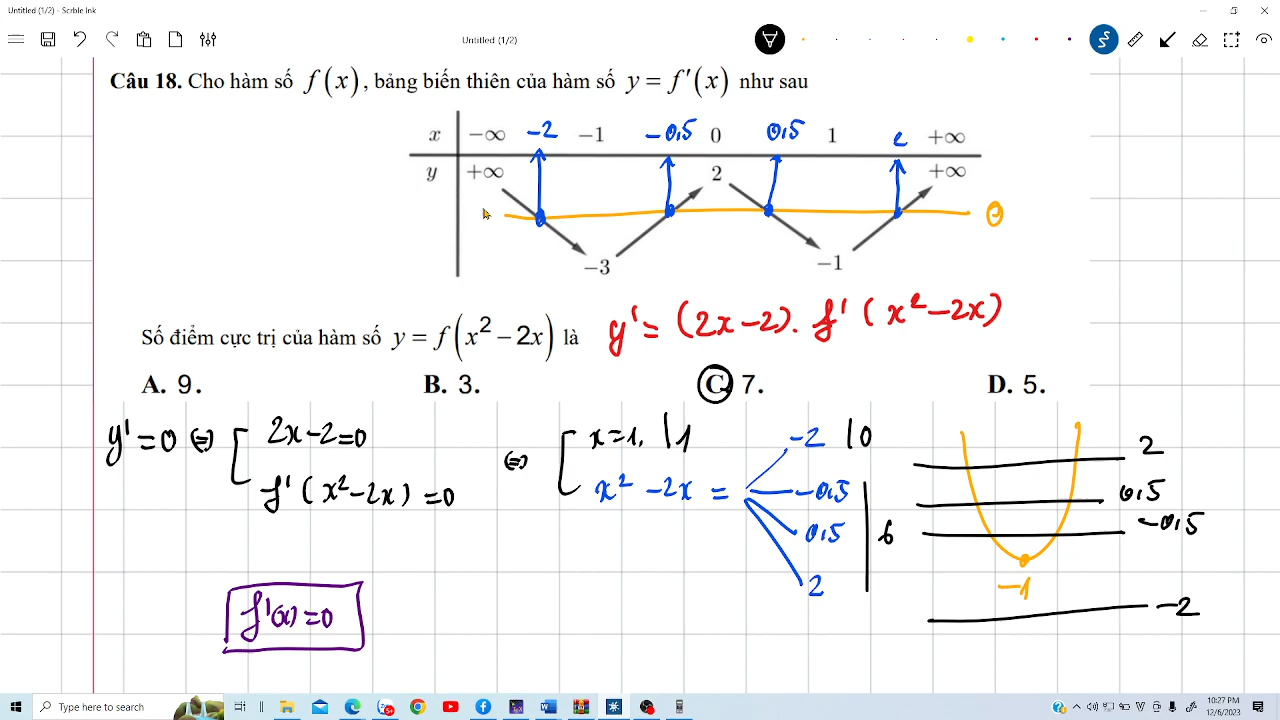 Untitled (1/2) - Scrble Ink
Untitled (1/2)
Câu 18. Cho hàm số f(x), bảng biến thiên của hàm số y = f'(x) như sau
x −∞ -2 −1 -0,5 0 0,5 1 2 +∞
y +∞ 2 +∞
0
−3 −1
Số điểm cực trị của hàm số y = f(x² − 2x) là y' = (2x-2). f'(x²-2x)
A. 9. B. 3. C. 7. D. 5.
y' = 0 ⇔ [ 2x-2=0
f'(x²-2x) = 0
⇔ [ x=1, | 1
x² - 2x =
-2 | 0
-0,5
0,5
2
| 6
2
0,5
-0,5
-1
-2
f'(x) = 0
Type here to search
10:27 PM
12/6/2023